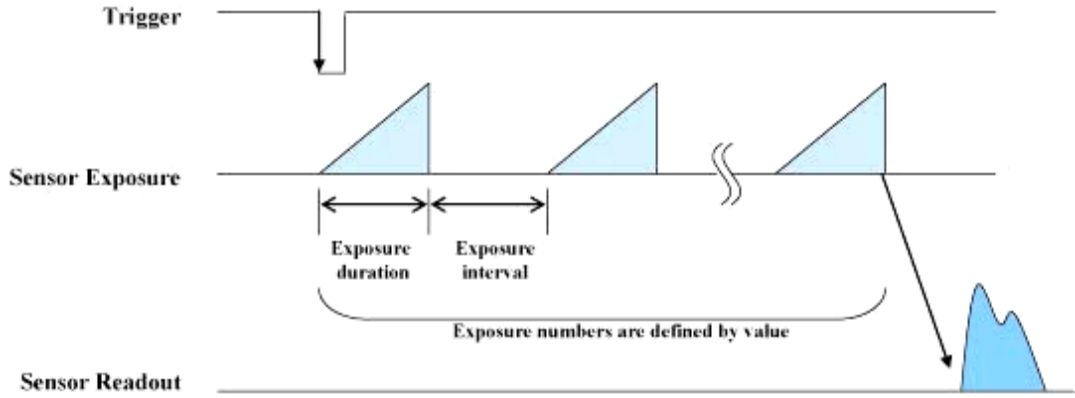 Trigger
Sensor Exposure
Exposure
duration
Exposure
interval
Exposure numbers are defined by value
Sensor Readout